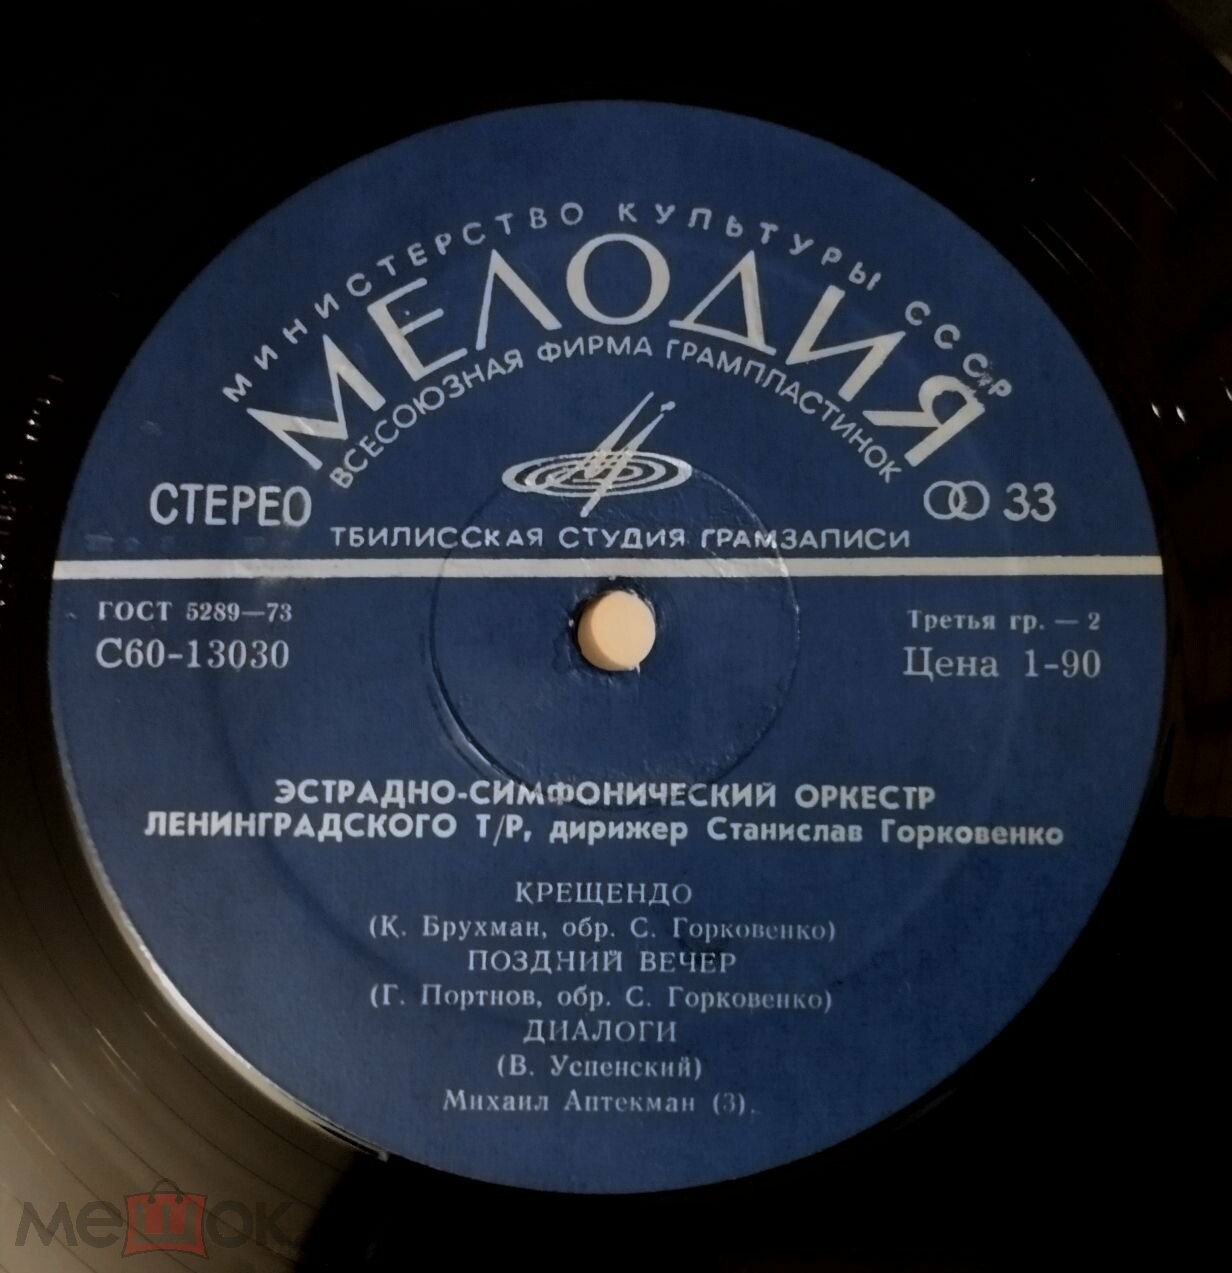 МИНИСТЕРСТВО КУЛЬТУРЫ СССР
МЕЛОДИЯ
ВСЕСОЮЗНАЯ ФИРМА ГРАМПЛАСТИНОК
СТЕРЕО
33
ТБИЛИССКАЯ СТУДИЯ ГРАМЗАПИСИ
ГОСТ 5289—73
Третья гр. — 2
С60-13030
Цена 1-90
ЭСТРАДНО-СИМФОНИЧЕСКИЙ ОРКЕСТР
ЛЕНИНГРАДСКОГО Т/Р, дирижер Станислав Горковенко
КРЕЩЕНДО
(К. Брухман, обр. С. Горковенко)
ПОЗДНИЙ ВЕЧЕР
(Г. Портнов, обр. С. Горковенко)
ДИАЛОГИ
(В. Успенский)
Михаил Аптекман (3)
мешок